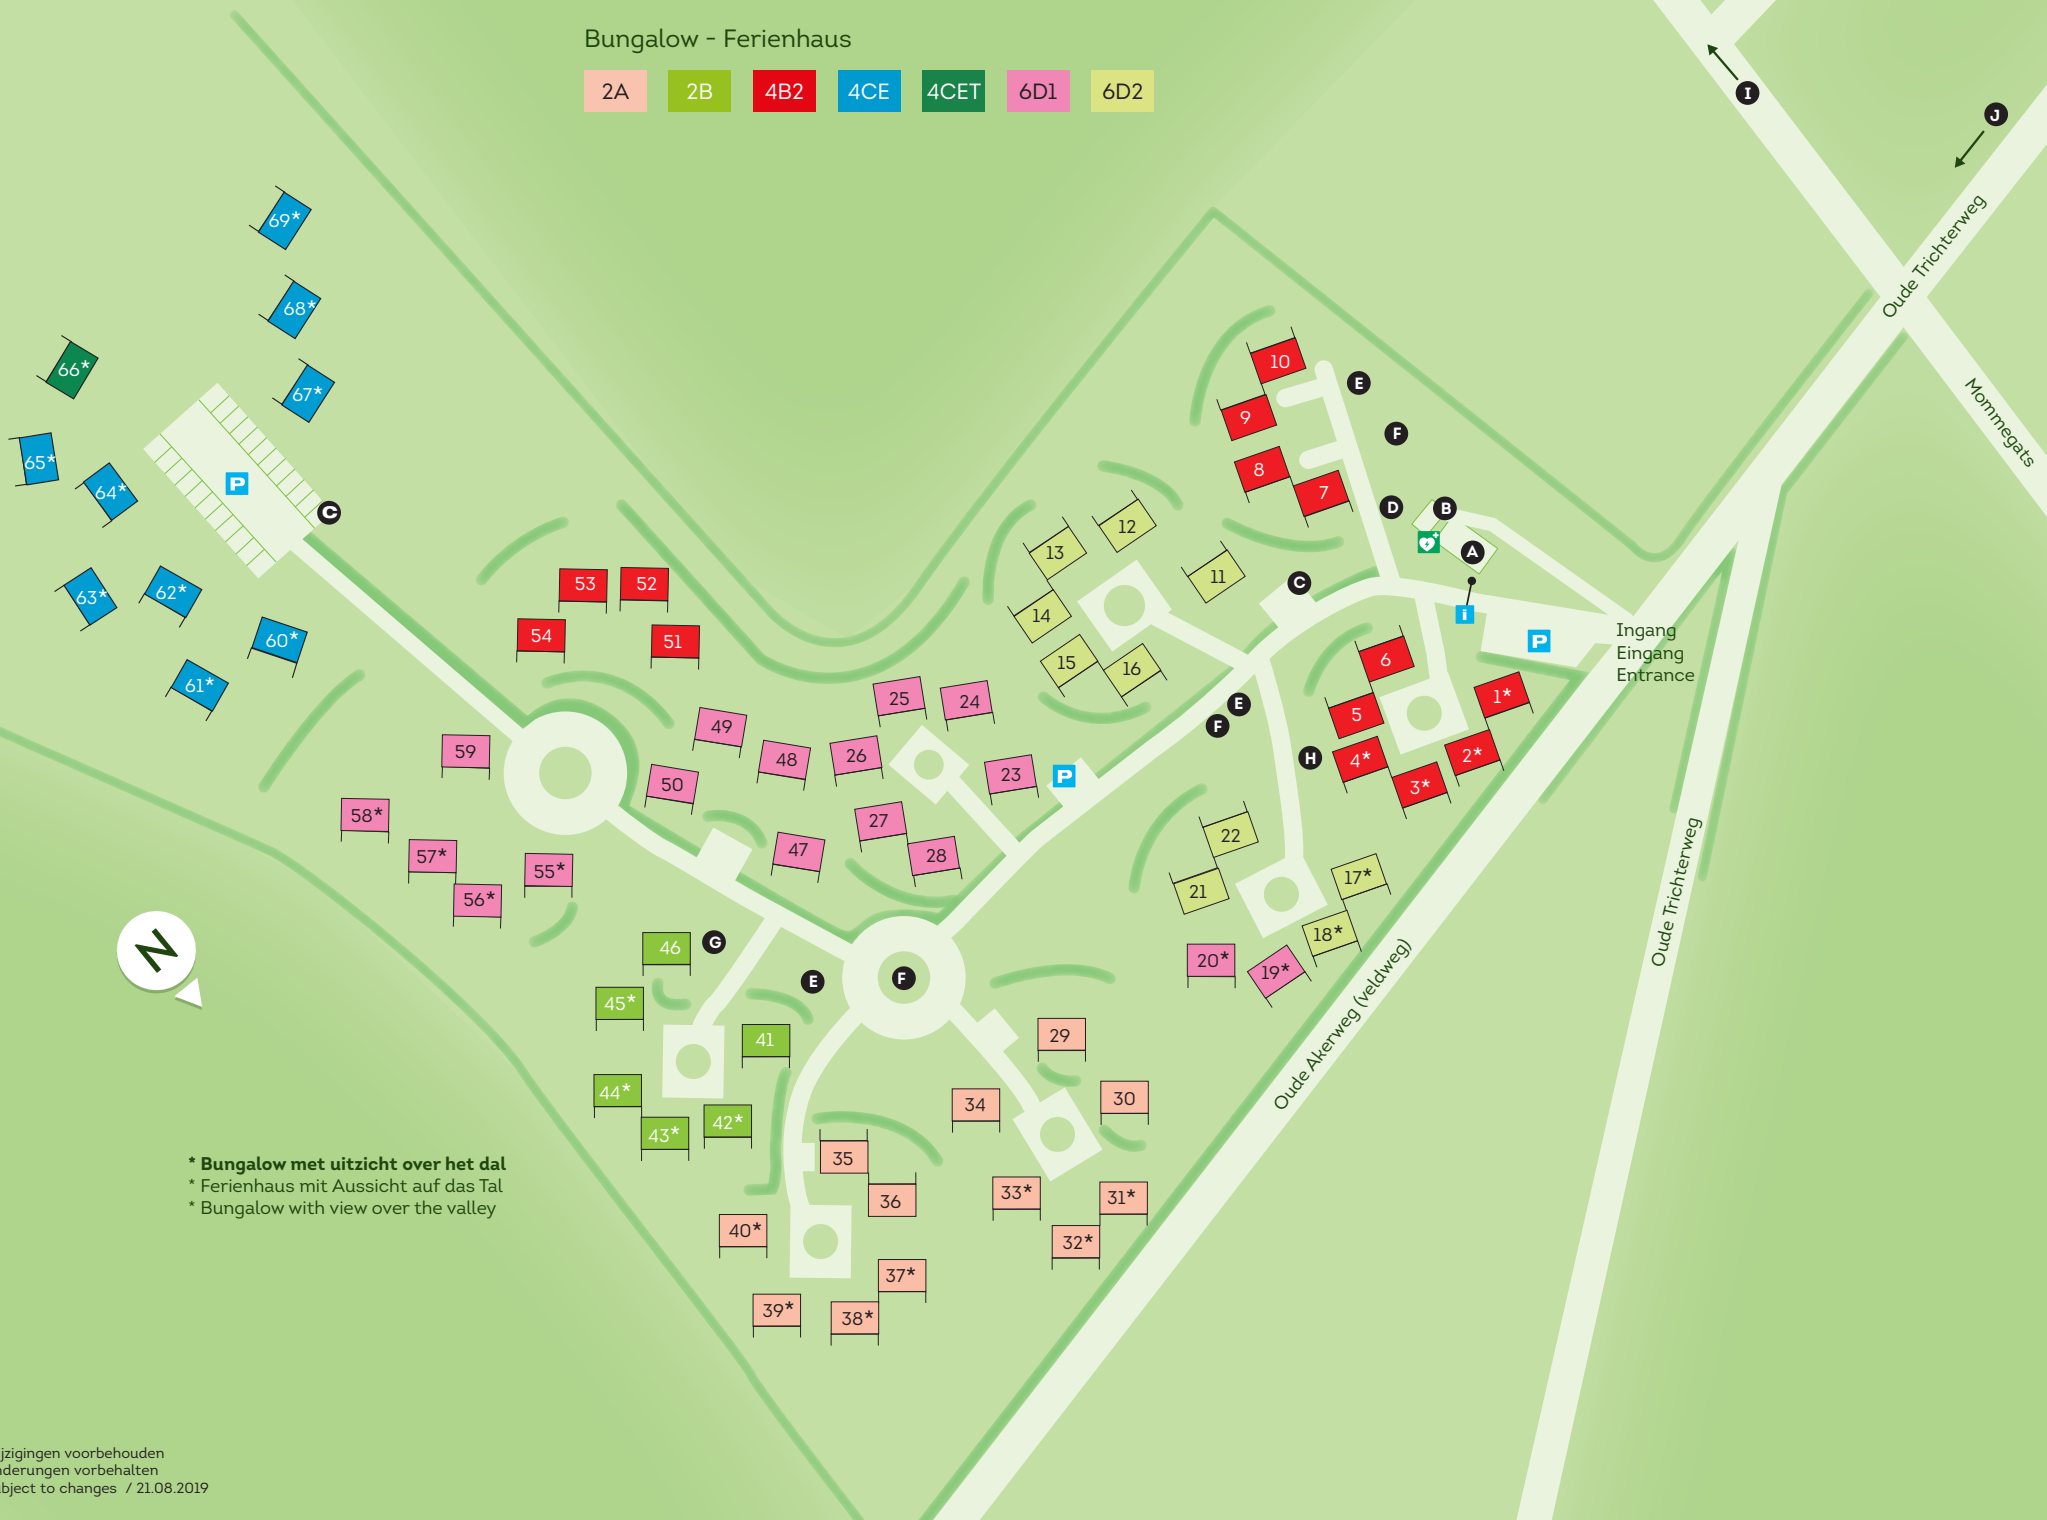 Bungalow - Ferienhaus
2A 2B 4B2 4CE 4CET 6D1 6D2
I
J
Oude Trichterweg
Mommegats
69*
68*
66*
67*
65*
64*
P
C
63*
62*
60*
61*
10
E
9
F
8
7
D
B
A
i
P
Ingang
Eingang
Entrance
12
13
11
C
14
15
16
53
52
54
51
6
1*
5
2*
4*
3*
H
E
F
25
24
49
26
48
23
P
59
50
27
28
47
58*
57*
55*
56*
22
17*
21
18*
20*
19*
Oude Akerweg (veldweg)
Oude Trichterweg
N
46
G
E
F
45*
41
44*
42*
43*
29
34
30
35
36
33*
31*
32*
40*
37*
39*
38*
* Bungalow met uitzicht over het dal
* Ferienhaus mit Aussicht auf das Tal
* Bungalow with view over the valley
jzigingen voorbehouden
nderungen vorbehalten
bject to changes / 21.08.2019